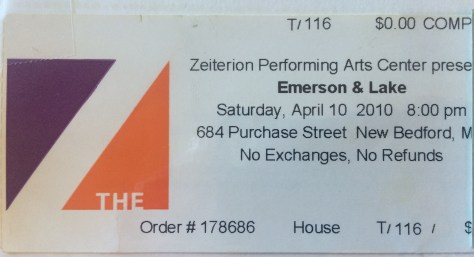 T/ 116 $0.00 COMP
Zeiterion Performing Arts Center prese
Emerson & Lake
Saturday, April 10 2010 8:00 pm
684 Purchase Street New Bedford, M
No Exchanges, No Refunds
THE
Order # 178686 House T/ 116 / $